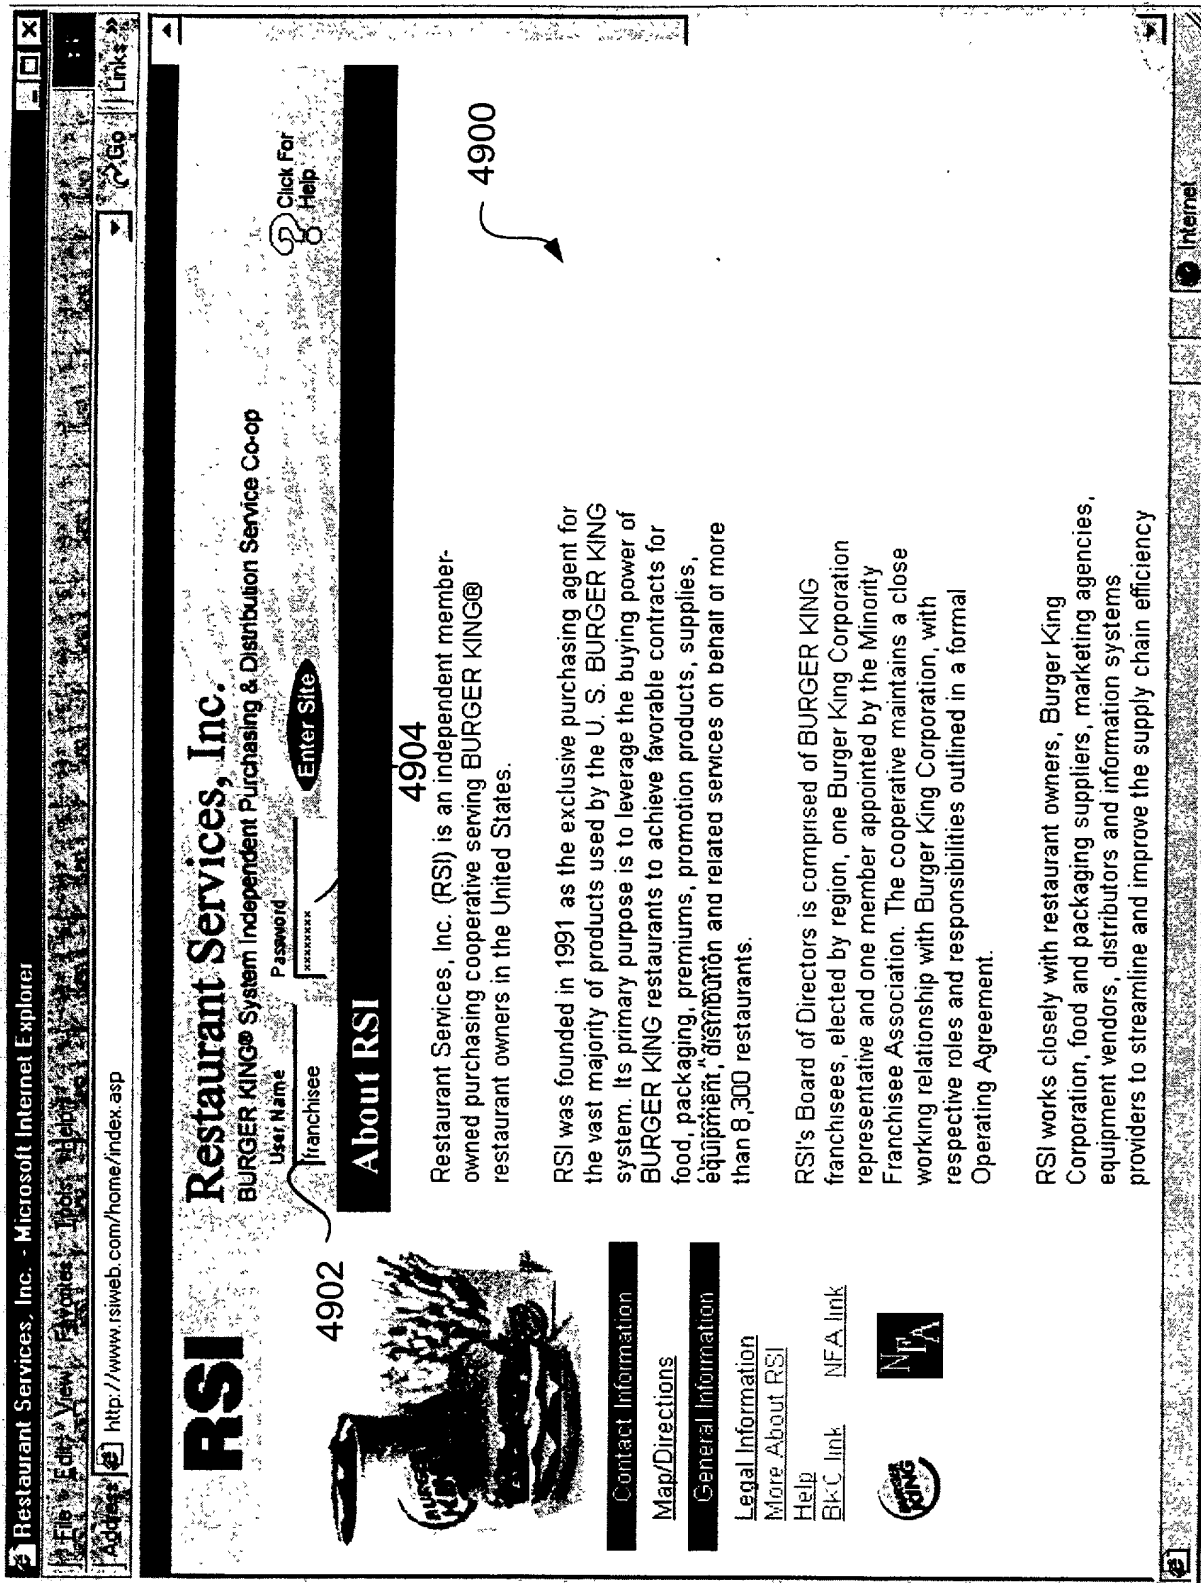 Restaurant Services, Inc. - Microsoft Internet Explorer
File Edit View Favorites Tools Help
Address http://www.rsiweb.com/home/index.asp Go Links »
RSI
Restaurant Services, Inc.
BURGER KING® System Independent Purchasing & Distribution Service Co-op
User Name Password
franchisee xxxxxxxx Enter Site
Click For
Help
4902
4904
4900
About RSI
Restaurant Services, Inc. (RSI) is an independent member-
owned purchasing cooperative serving BURGER KING®
restaurant owners in the United States.
RSI was founded in 1991 as the exclusive purchasing agent for
the vast majority of products used by the U. S. BURGER KING
system. Its primary purpose is to leverage the buying power of
BURGER KING restaurants to achieve favorable contracts for
food, packaging, premiums, promotion products, supplies,
equipment, distribution and related services on behalf of more
than 8,300 restaurants.
RSI's Board of Directors is comprised of BURGER KING
franchisees, elected by region, one Burger King Corporation
representative and one member appointed by the Minority
Franchisee Association. The cooperative maintains a close
working relationship with Burger King Corporation, with
respective roles and responsibilities outlined in a formal
Operating Agreement.
RSI works closely with restaurant owners, Burger King
Corporation, food and packaging suppliers, marketing agencies,
equipment vendors, distributors and information systems
providers to streamline and improve the supply chain efficiency
Contact Information
Map/Directions
General Information
Legal Information
More About RSI
Help
BKC link NFA link
BURGER KING
NFA
Internet